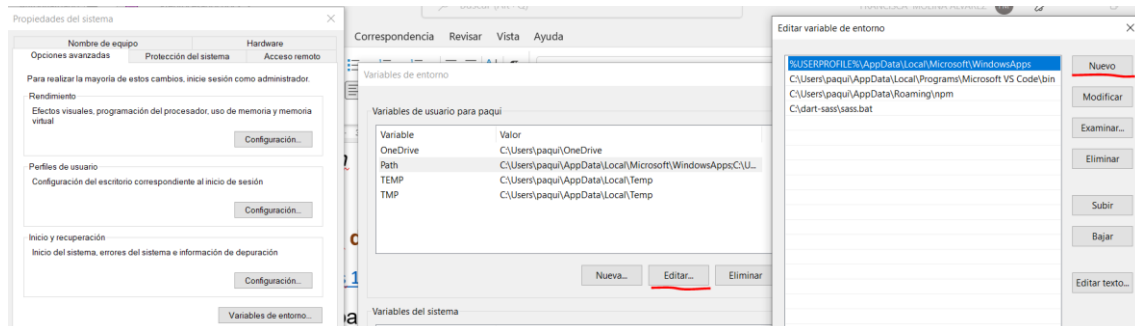 Propiedades del sistema
Nombre de equipo
Hardware
Opciones avanzadas
Protección del sistema
Acceso remoto
Para realizar la mayoría de estos cambios, inicie sesión como administrador.
Rendimiento
Efectos visuales, programación del procesador, uso de memoria y memoria
virtual
Configuración...
Perfiles de usuario
Configuración del escritorio correspondiente al inicio de sesión
Configuración...
Inicio y recuperación
Inicio del sistema, errores del sistema e información de depuración
Configuración...
Variables de entorno...
Correspondencia Revisar Vista Ayuda
Variables de entorno
Variables de usuario para paqui
Variable Valor
OneDrive C:\Users\paqui\OneDrive
Path C:\Users\paqui\AppData\Local\Microsoft\WindowsApps;C:\U...
TEMP C:\Users\paqui\AppData\Local\Temp
TMP C:\Users\paqui\AppData\Local\Temp
Nueva... Editar... Eliminar
Variables del sistema
Editar variable de entorno
%USERPROFILE%\AppData\Local\Microsoft\WindowsApps
C:\Users\paqui\AppData\Local\Programs\Microsoft VS Code\bin
C:\Users\paqui\AppData\Roaming\npm
C:\dart-sass\sass.bat
Nuevo
Modificar
Examinar...
Eliminar
Subir
Bajar
Editar texto...